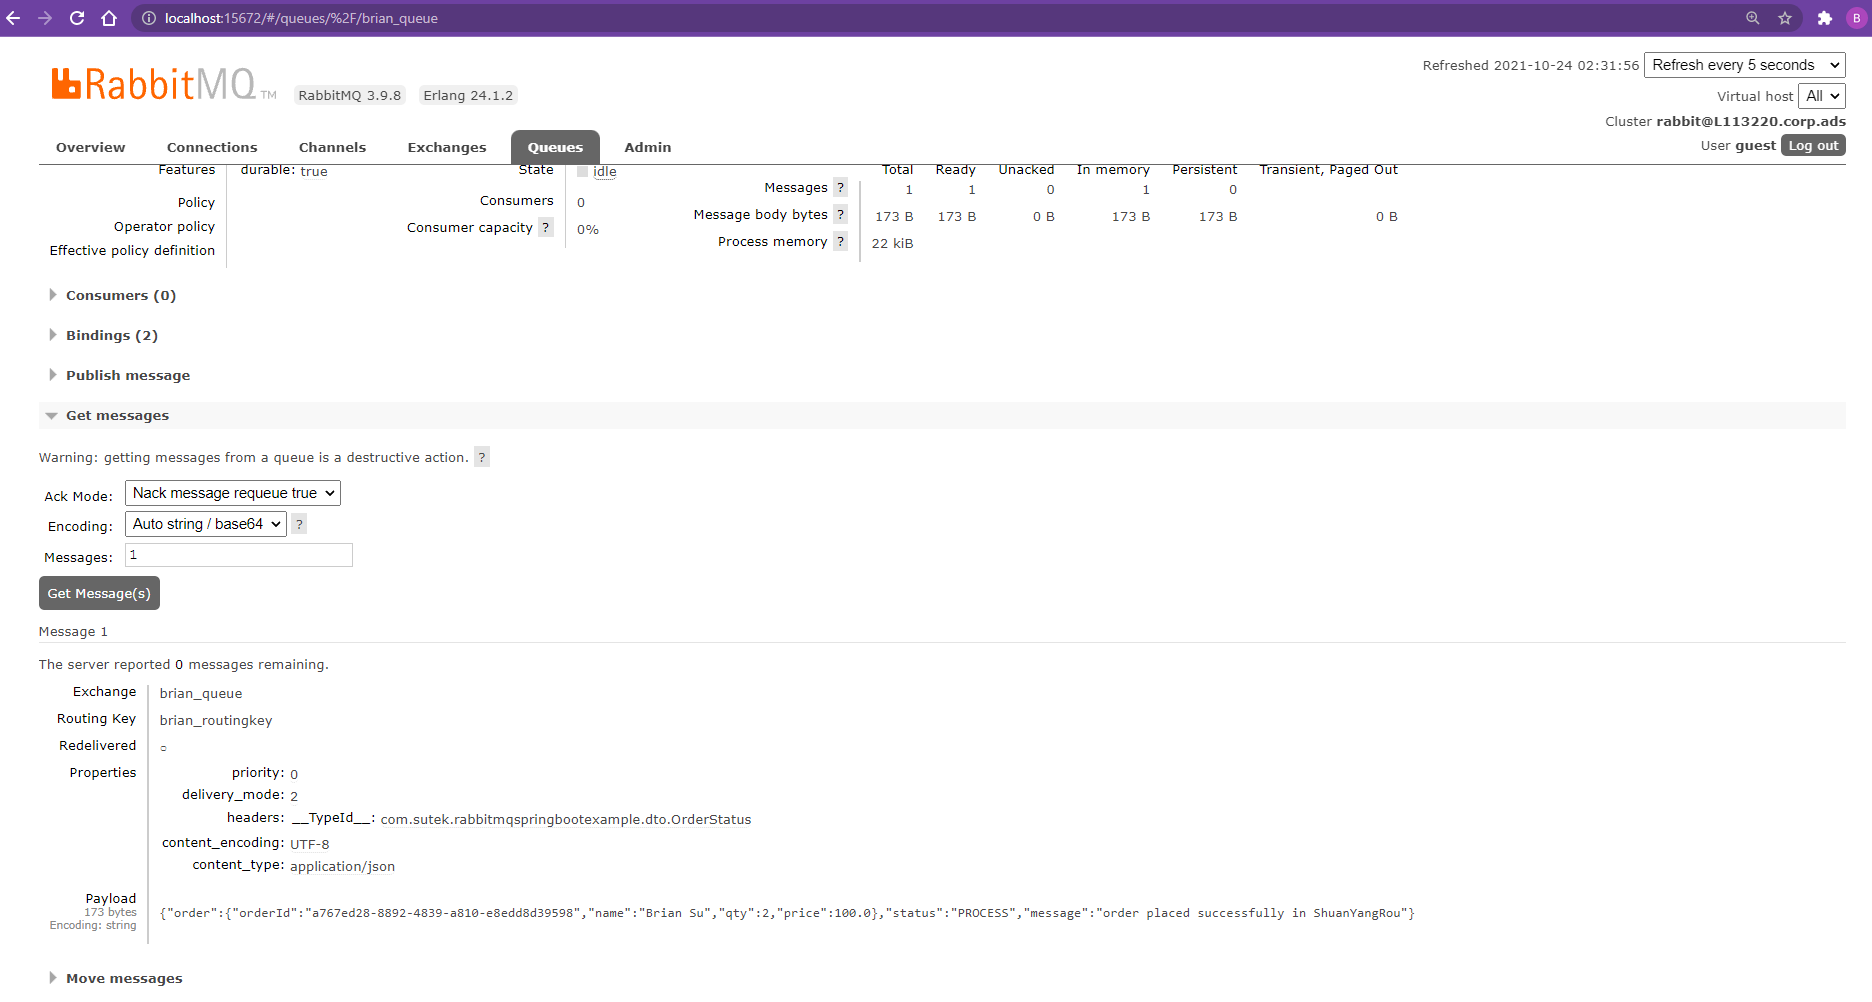 localhost:15672/#/queues/%2F/brian_queue
B
RabbitMQ TM
RabbitMQ 3.9.8 Erlang 24.1.2
Refreshed 2021-10-24 02:31:56 Refresh every 5 seconds
Virtual host All
Cluster rabbit@L113220.corp.ads
User guest Log out
Overview Connections Channels Exchanges Queues Admin
Features durable: true State idle Total Ready Unacked In memory Persistent Transient, Paged Out
Messages ? 1 1 0 1 0
Policy Consumers 0
Message body bytes ? 173 B 173 B 0 B 173 B 173 B 0 B
Operator policy Consumer capacity ? 0%
Process memory ? 22 kiB
Effective policy definition
Consumers (0)
Bindings (2)
Publish message
Get messages
Warning: getting messages from a queue is a destructive action. ?
Ack Mode: Nack message requeue true
Encoding: Auto string / base64 ?
Messages: 1
Get Message(s)
Message 1
The server reported 0 messages remaining.
Exchange brian_queue
Routing Key brian_routingkey
Redelivered ○
Properties priority: 0
delivery_mode: 2
headers: __TypeId__: com.sutek.rabbitmqspringbootexample.dto.OrderStatus
content_encoding: UTF-8
content_type: application/json
Payload
173 bytes
Encoding: string
{"order":{"orderId":"a767ed28-8892-4839-a810-e8edd8d39598","name":"Brian Su","qty":2,"price":100.0},"status":"PROCESS","message":"order placed successfully in ShuanYangRou"}
Move messages